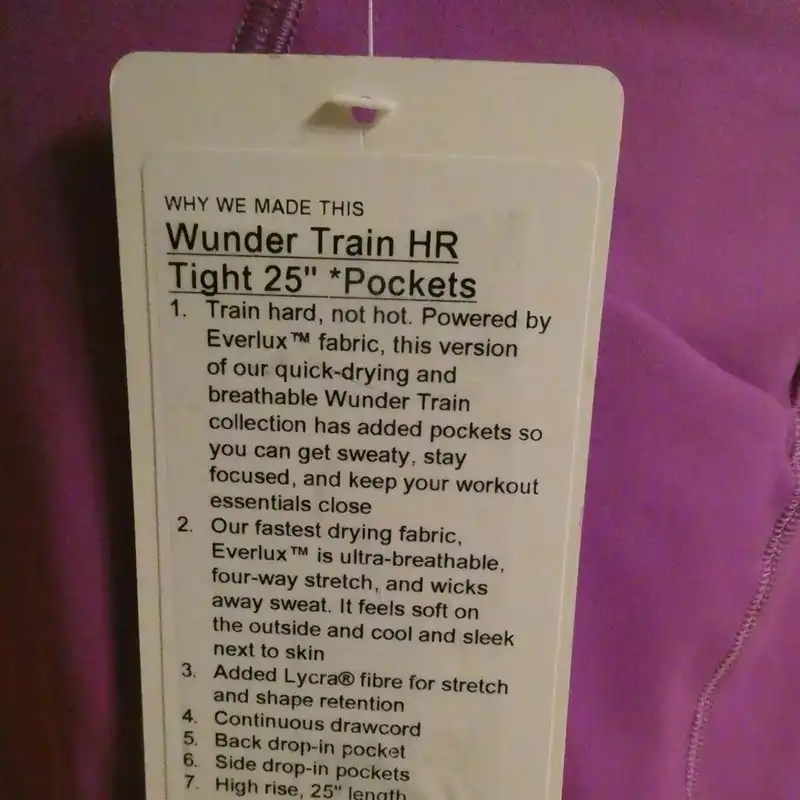 WHY WE MADE THIS
Wunder Train HR
Tight 25" *Pockets
1. Train hard, not hot. Powered by
Everlux™ fabric, this version
of our quick-drying and
breathable Wunder Train
collection has added pockets so
you can get sweaty, stay
focused, and keep your workout
essentials close
2. Our fastest drying fabric,
Everlux™ is ultra-breathable,
four-way stretch, and wicks
away sweat. It feels soft on
the outside and cool and sleek
next to skin
3. Added Lycra® fibre for stretch
and shape retention
4. Continuous drawcord
5. Back drop-in pocket
6. Side drop-in pockets
7. High rise, 25" length